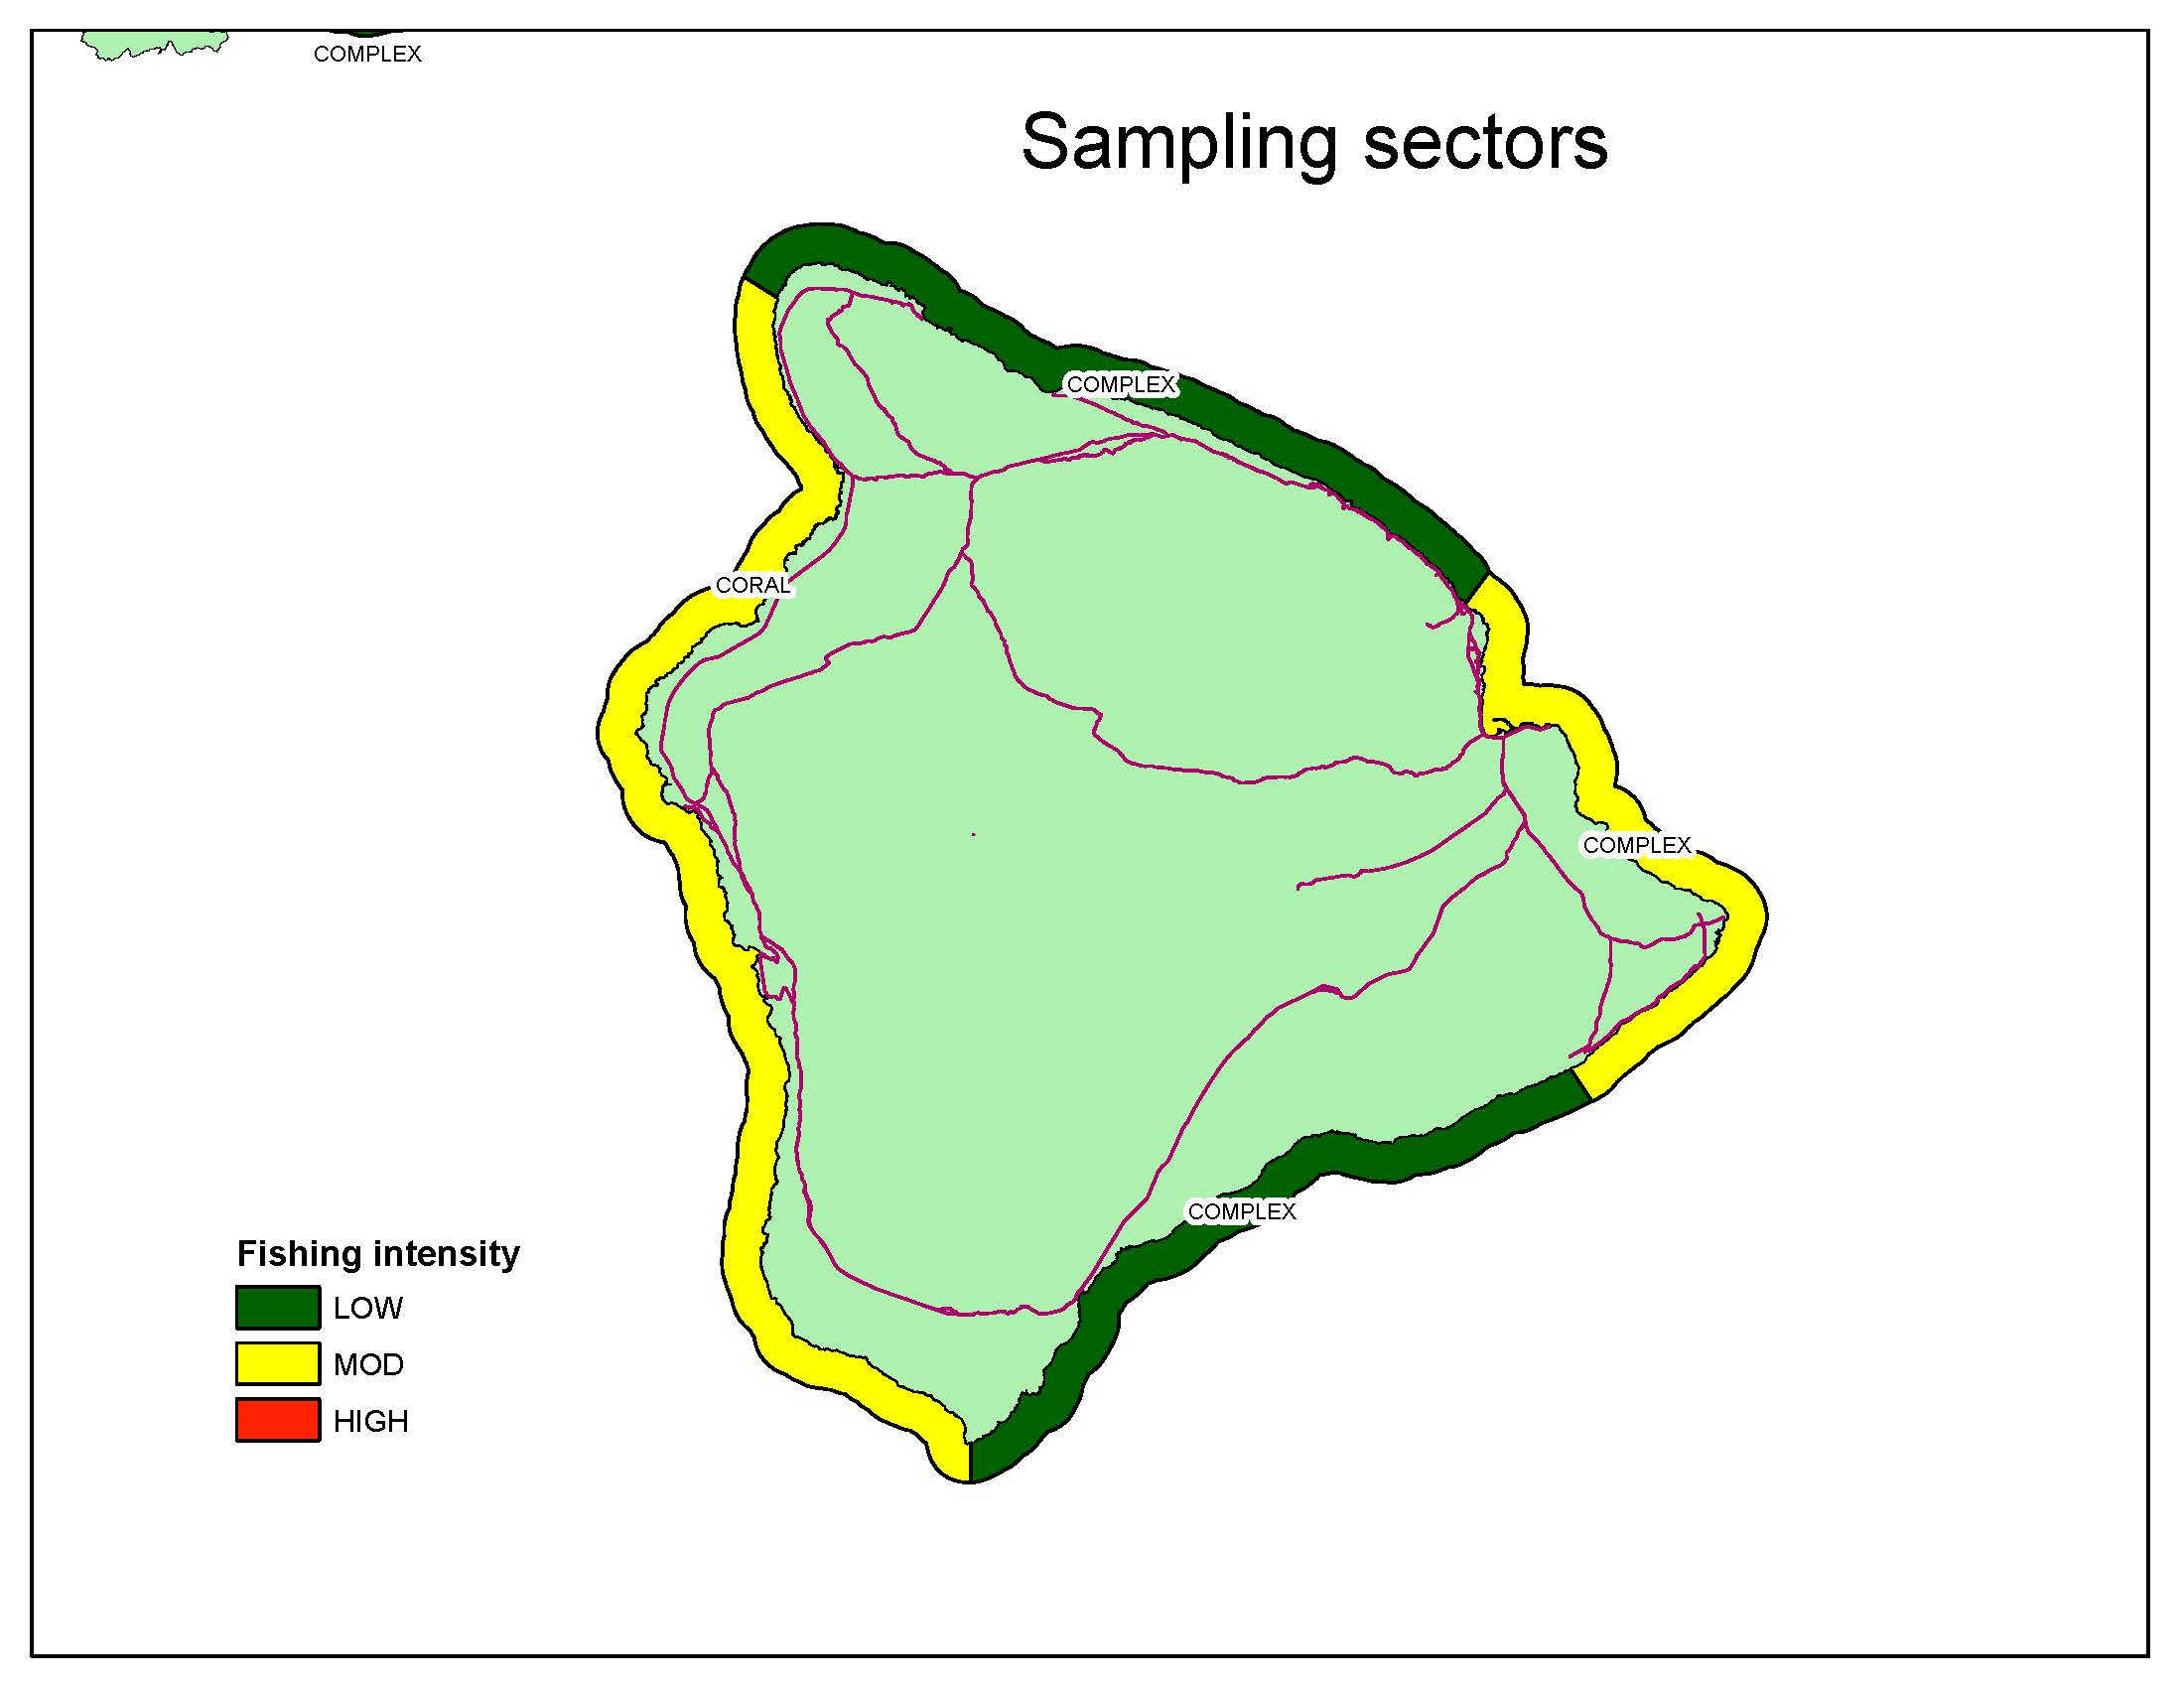 COMPLEX
Sampling sectors
COMPLEX
CORAL
COMPLEX
COMPLEX
Fishing intensity
LOW
MOD
HIGH